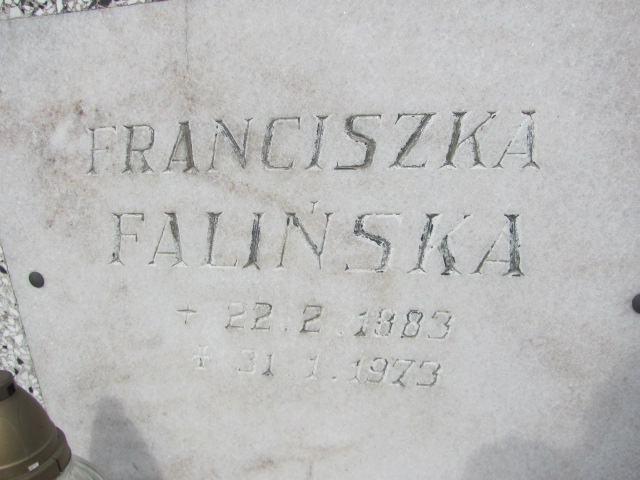 FRANCISZKA
FALIŃSKA
+ 22.2.1883
+ 31.1.1973